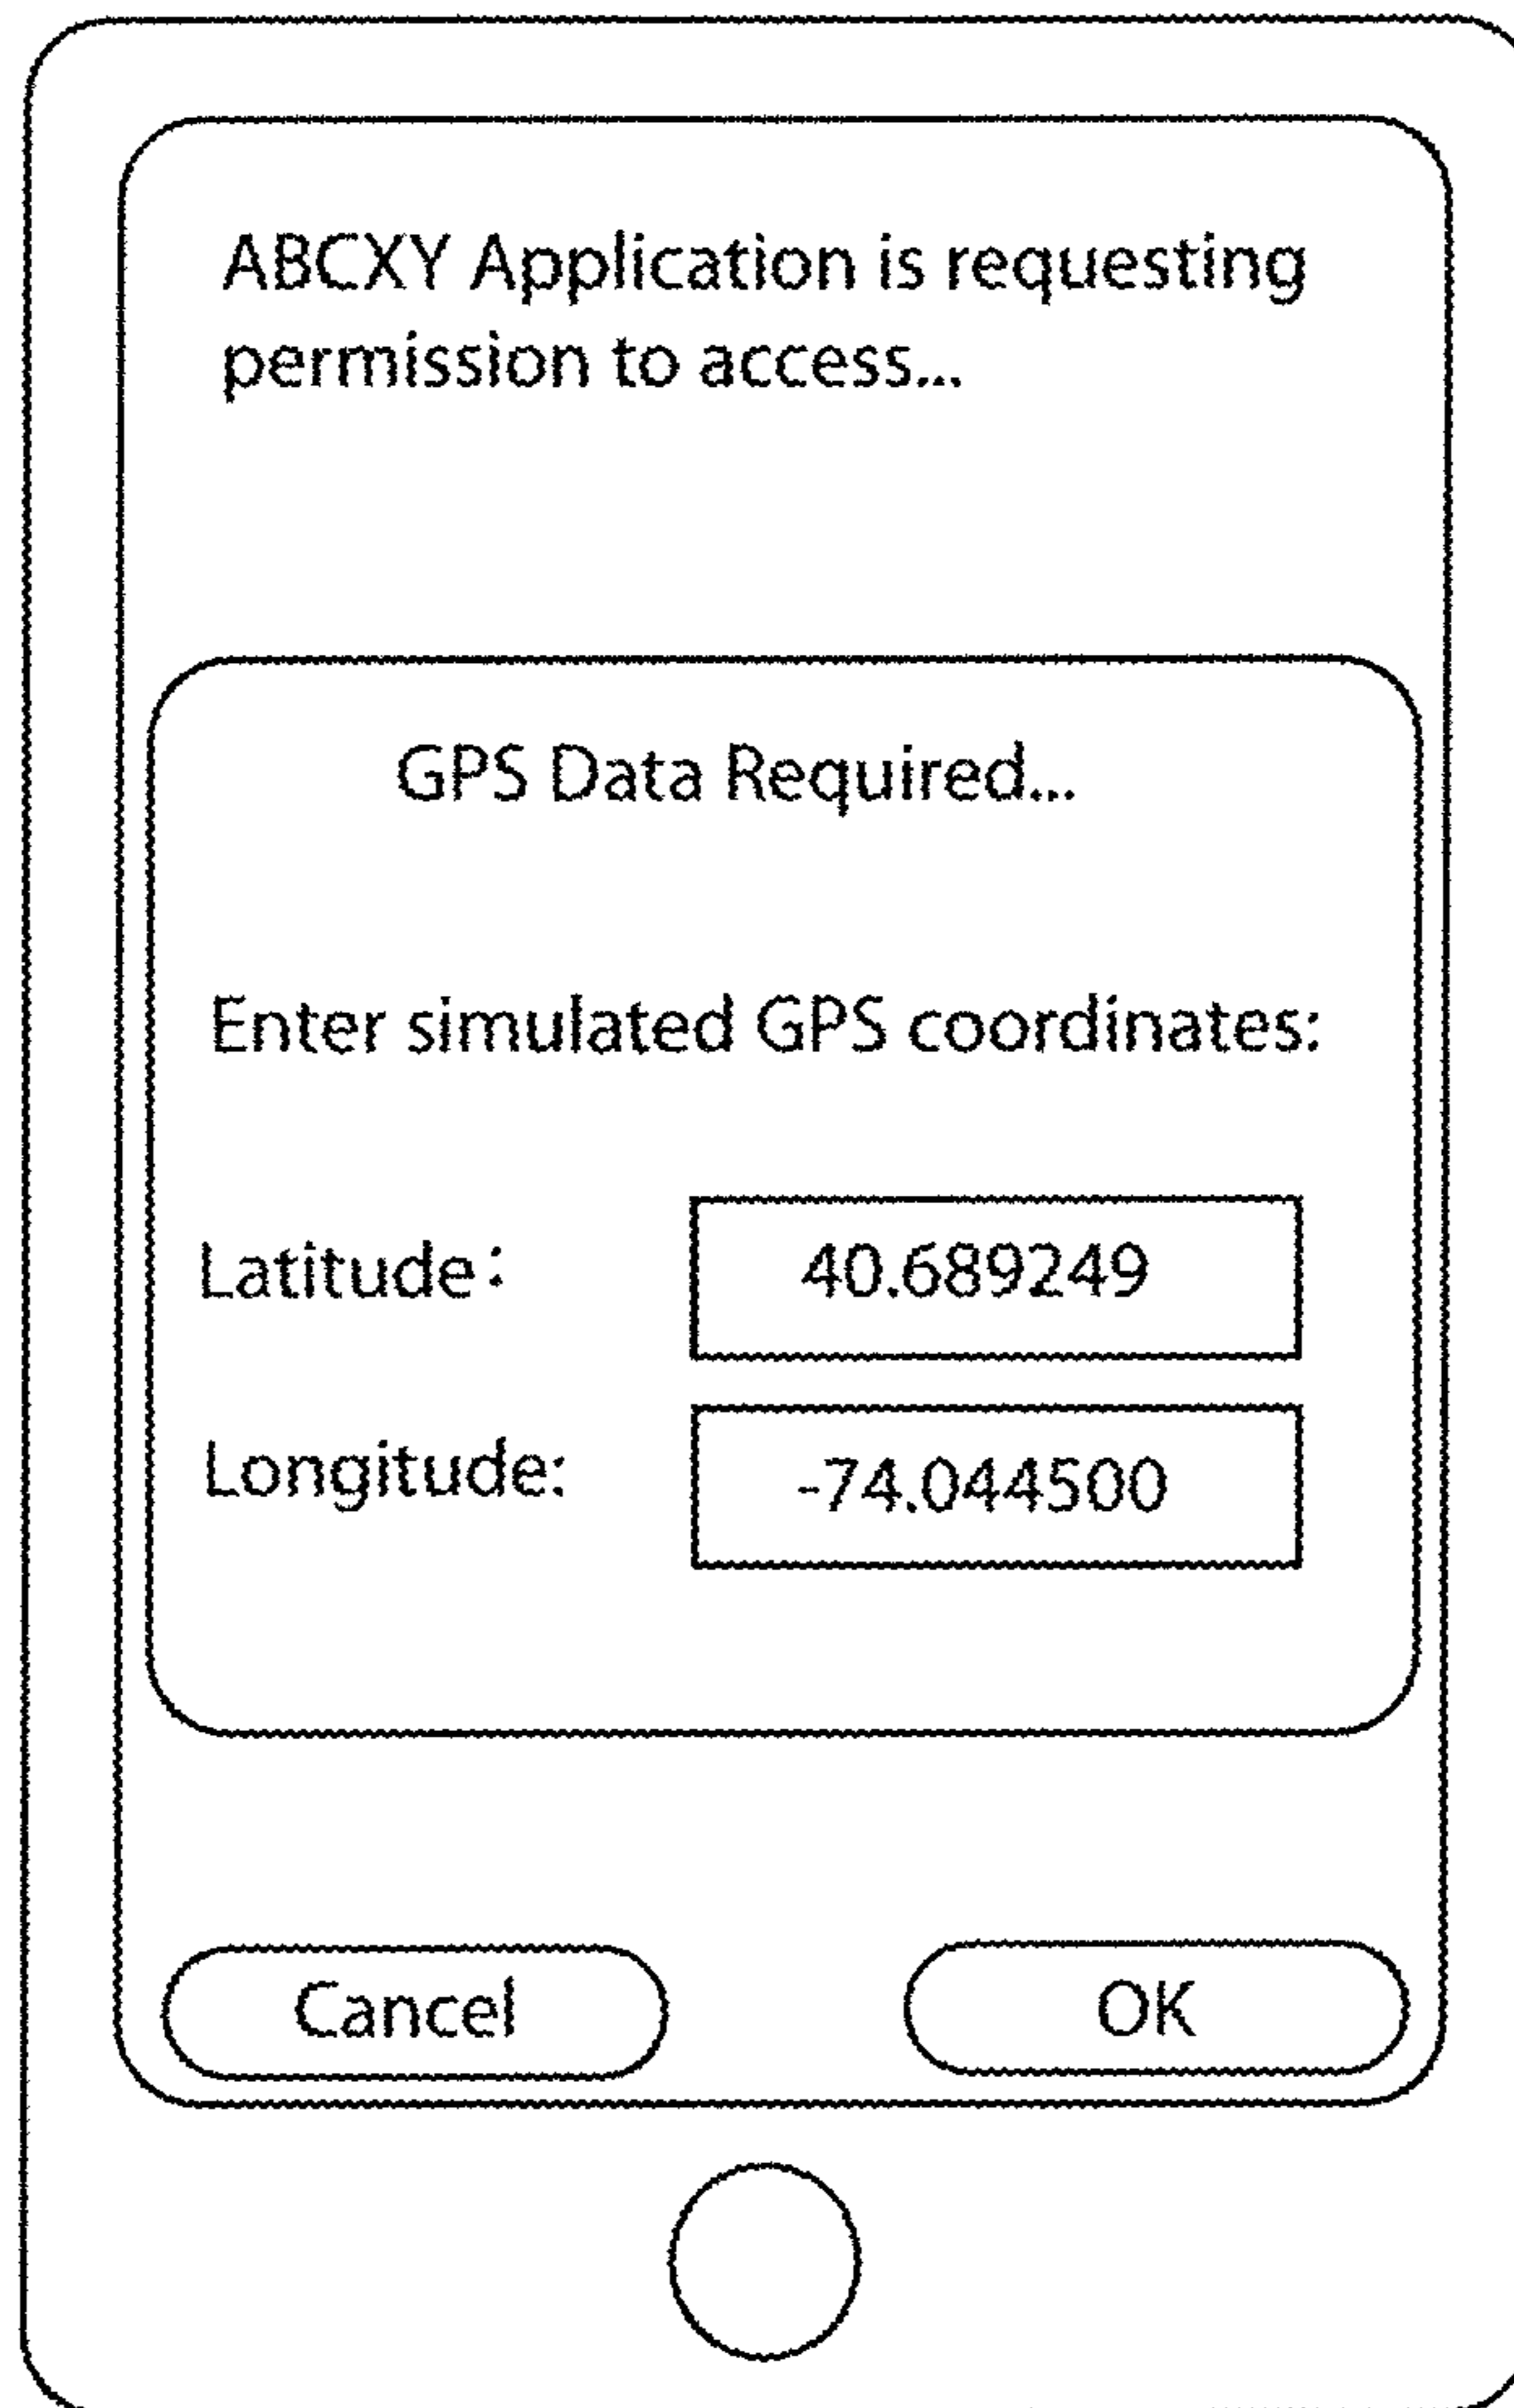 ABCXY Application is requesting
permission to access...
GPS Data Required...
Enter simulated GPS coordinates:
Latitude: 40.689249
Longitude: -74.044500
Cancel OK